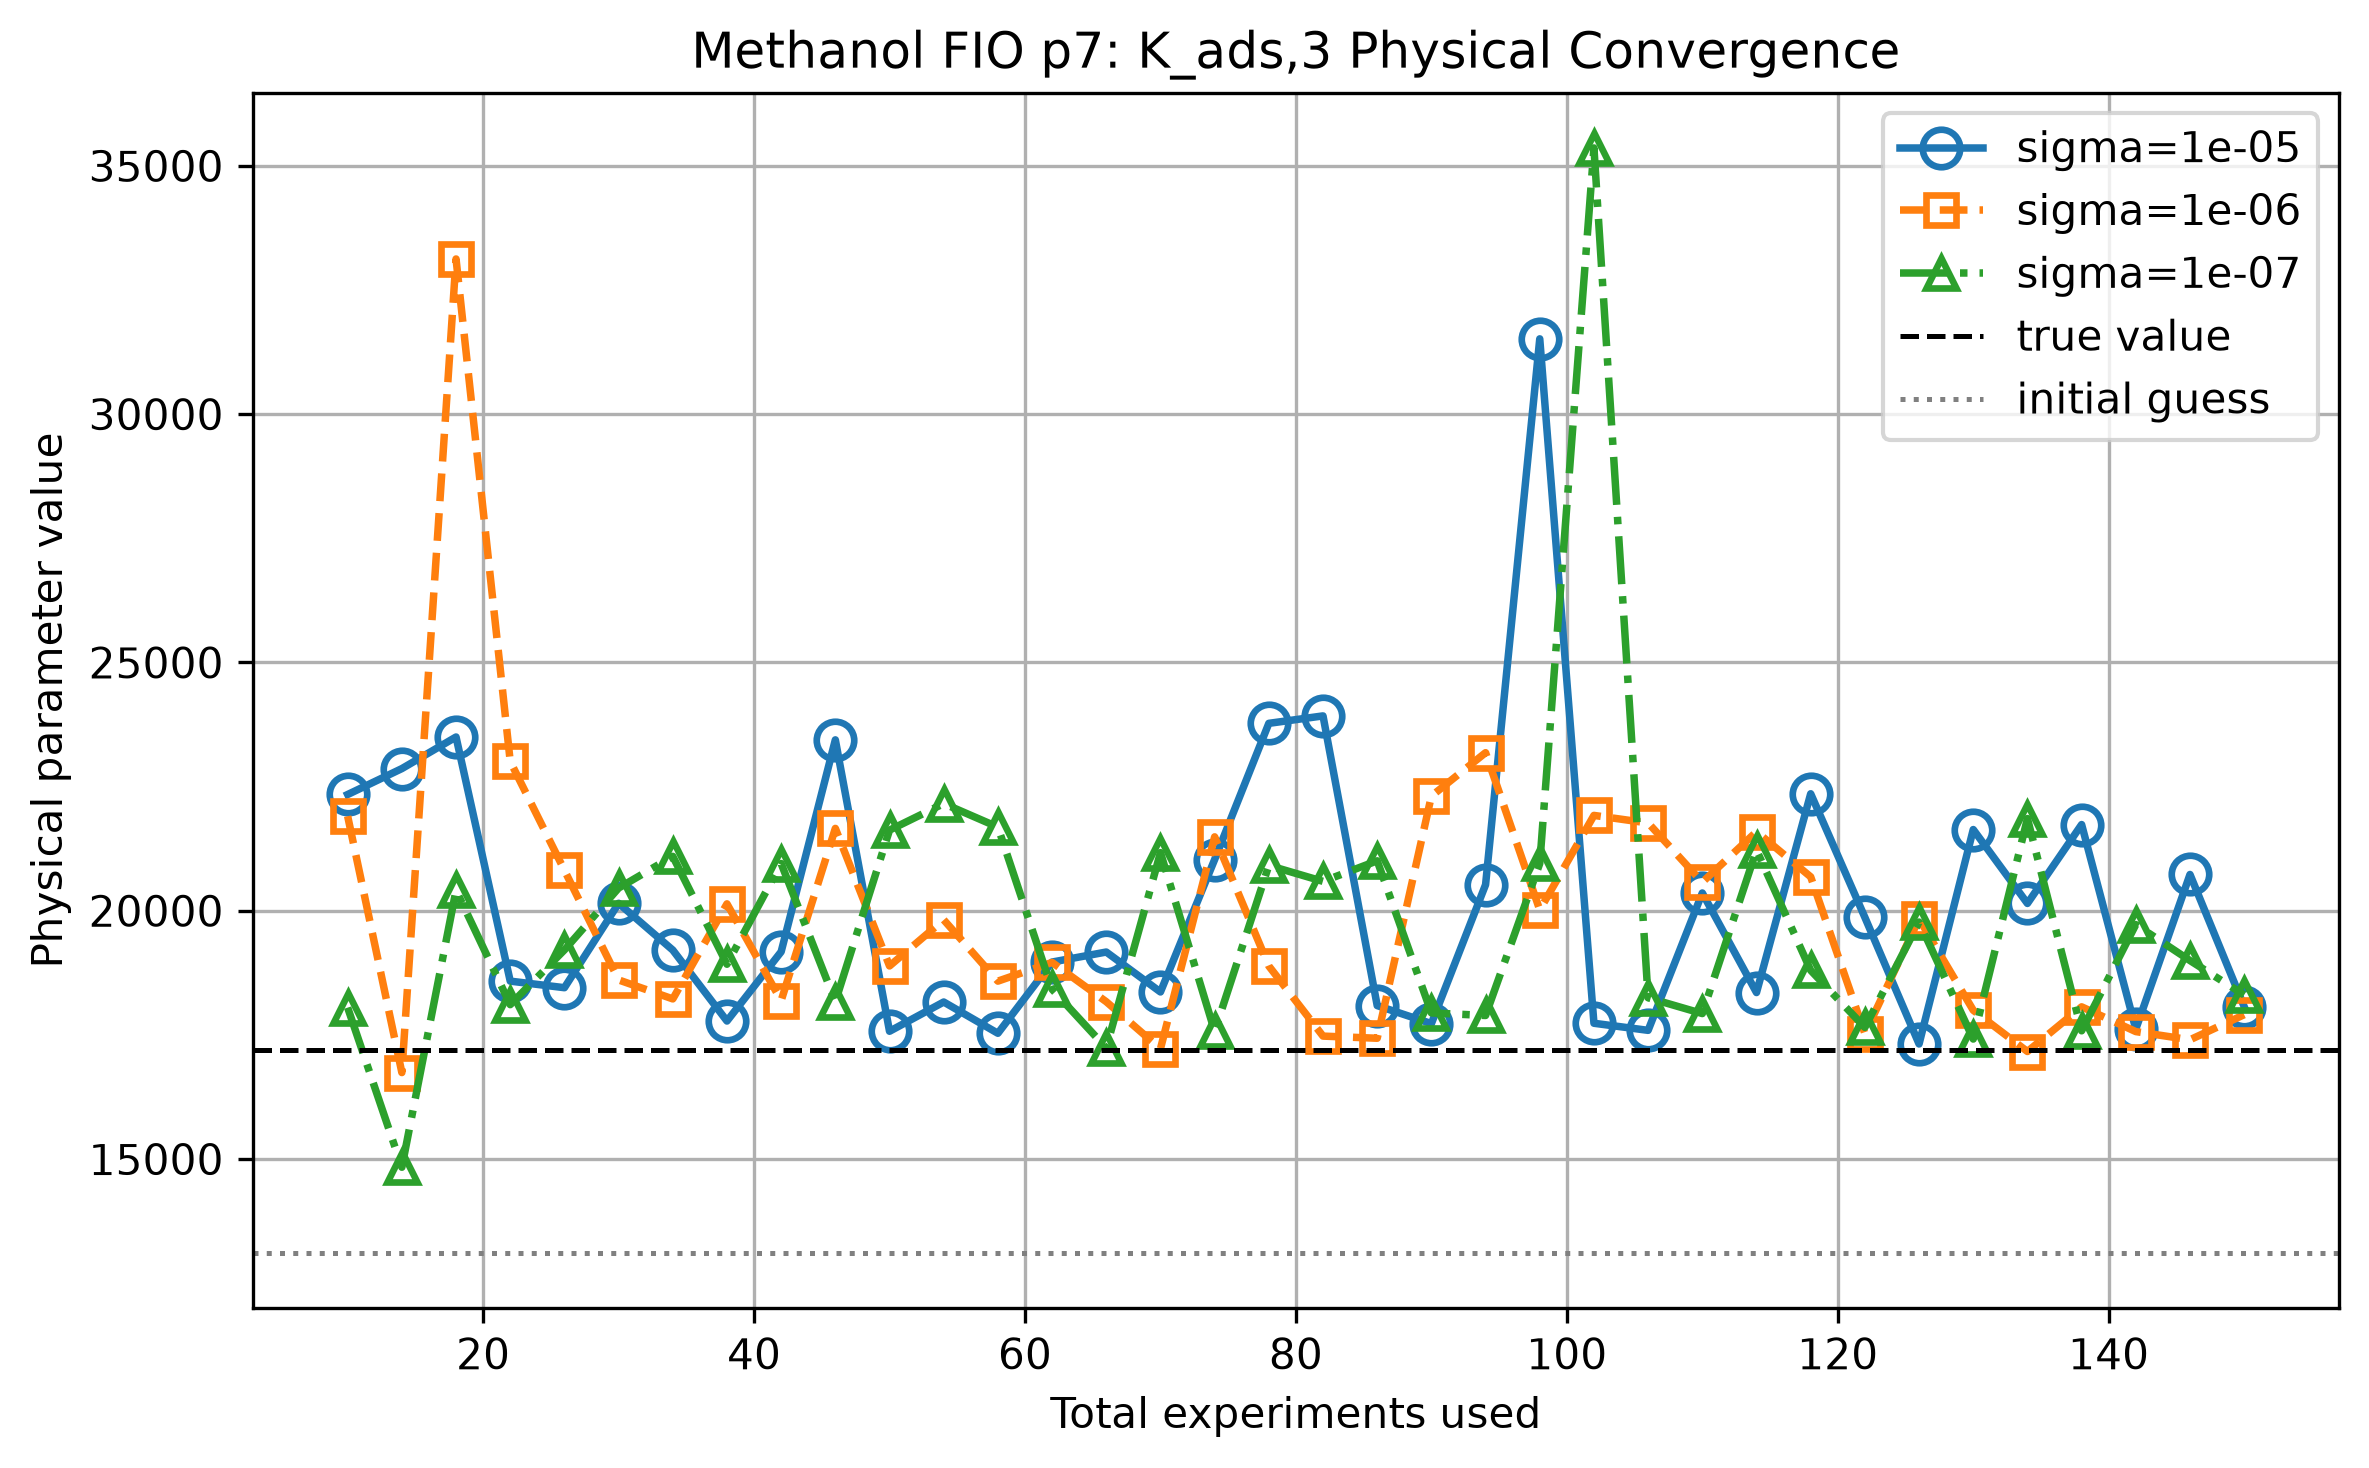 Methanol FIO p7: K_ads,3 Physical Convergence
Physical parameter value
35000
30000
25000
20000
15000
sigma=1e-05
sigma=1e-06
sigma=1e-07
true value
initial guess
20 40 60 80 100 120 140
Total experiments used